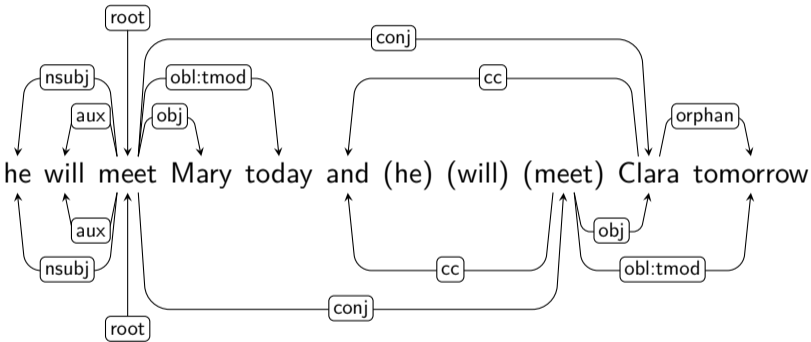 root
conj
nsubj obl:tmod cc
aux obj orphan
he will meet Mary today and (he) (will) (meet) Clara tomorrow
aux obj
nsubj cc obl:tmod
conj
root